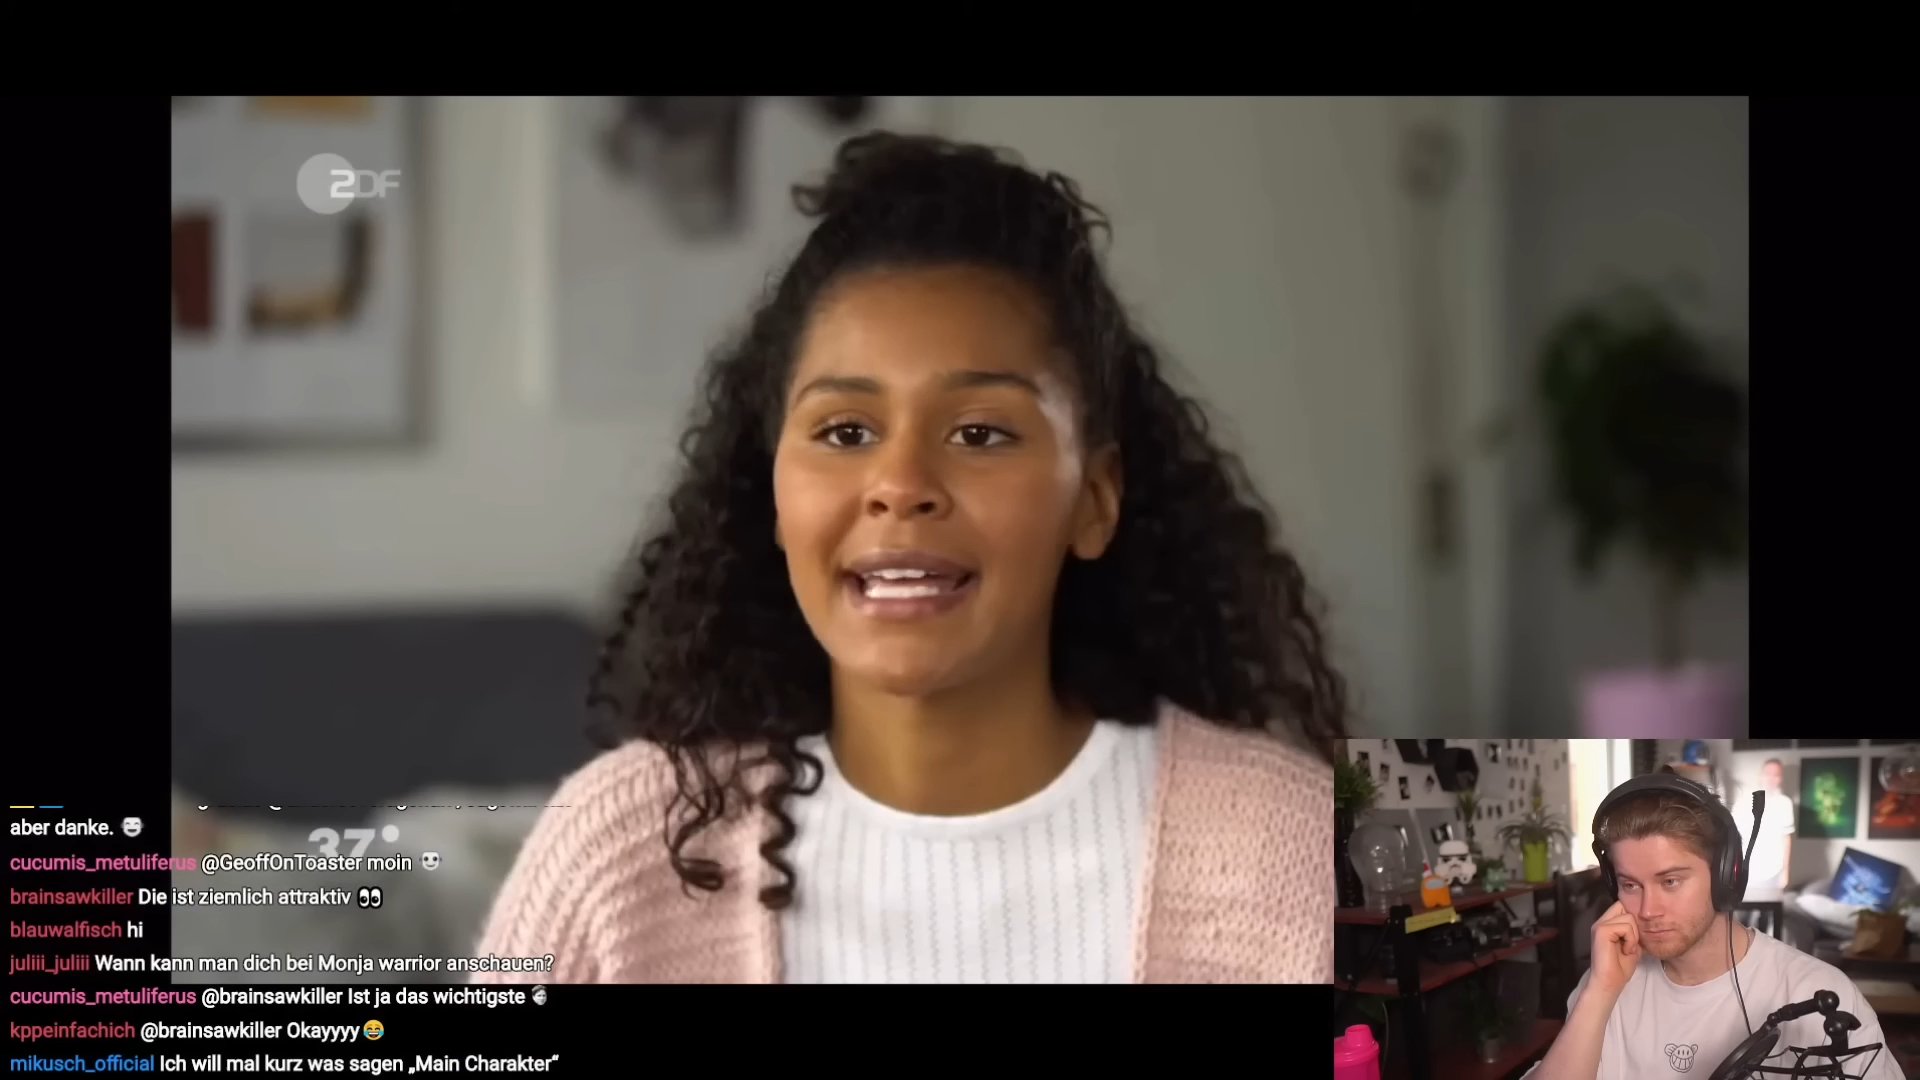 ZDF
37°
aber danke.
cucumis_metuliferus @GeoffOnToaster moin
brainsawkiller Die ist ziemlich attraktiv
blauwalfisch hi
juliii_juliii Wann kann man dich bei Monja warrior anschauen?
cucumis_metuliferus @brainsawkiller Ist ja das wichtigste
kppeinfachich @brainsawkiller Okayyyy
mikusch_official Ich will mal kurz was sagen „Main Charakter“